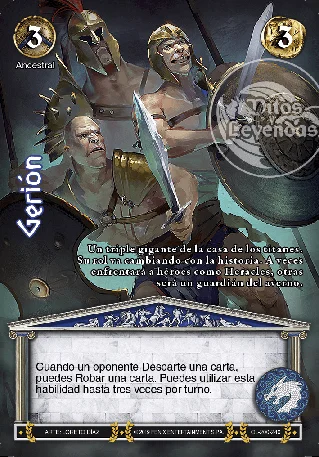 3
3
Ancestral
Mitos y
Leyendas
Gerión
Un triple gigante de la casa de los titanes.
Su rol va cambiando con la historia. A veces
enfrentará a héroes como Heracles, otras
será un guardián del averno.
Cuando un oponente Descarte una carta,
puedes Robar una carta. Puedes utilizar esta
habilidad hasta tres veces por turno.